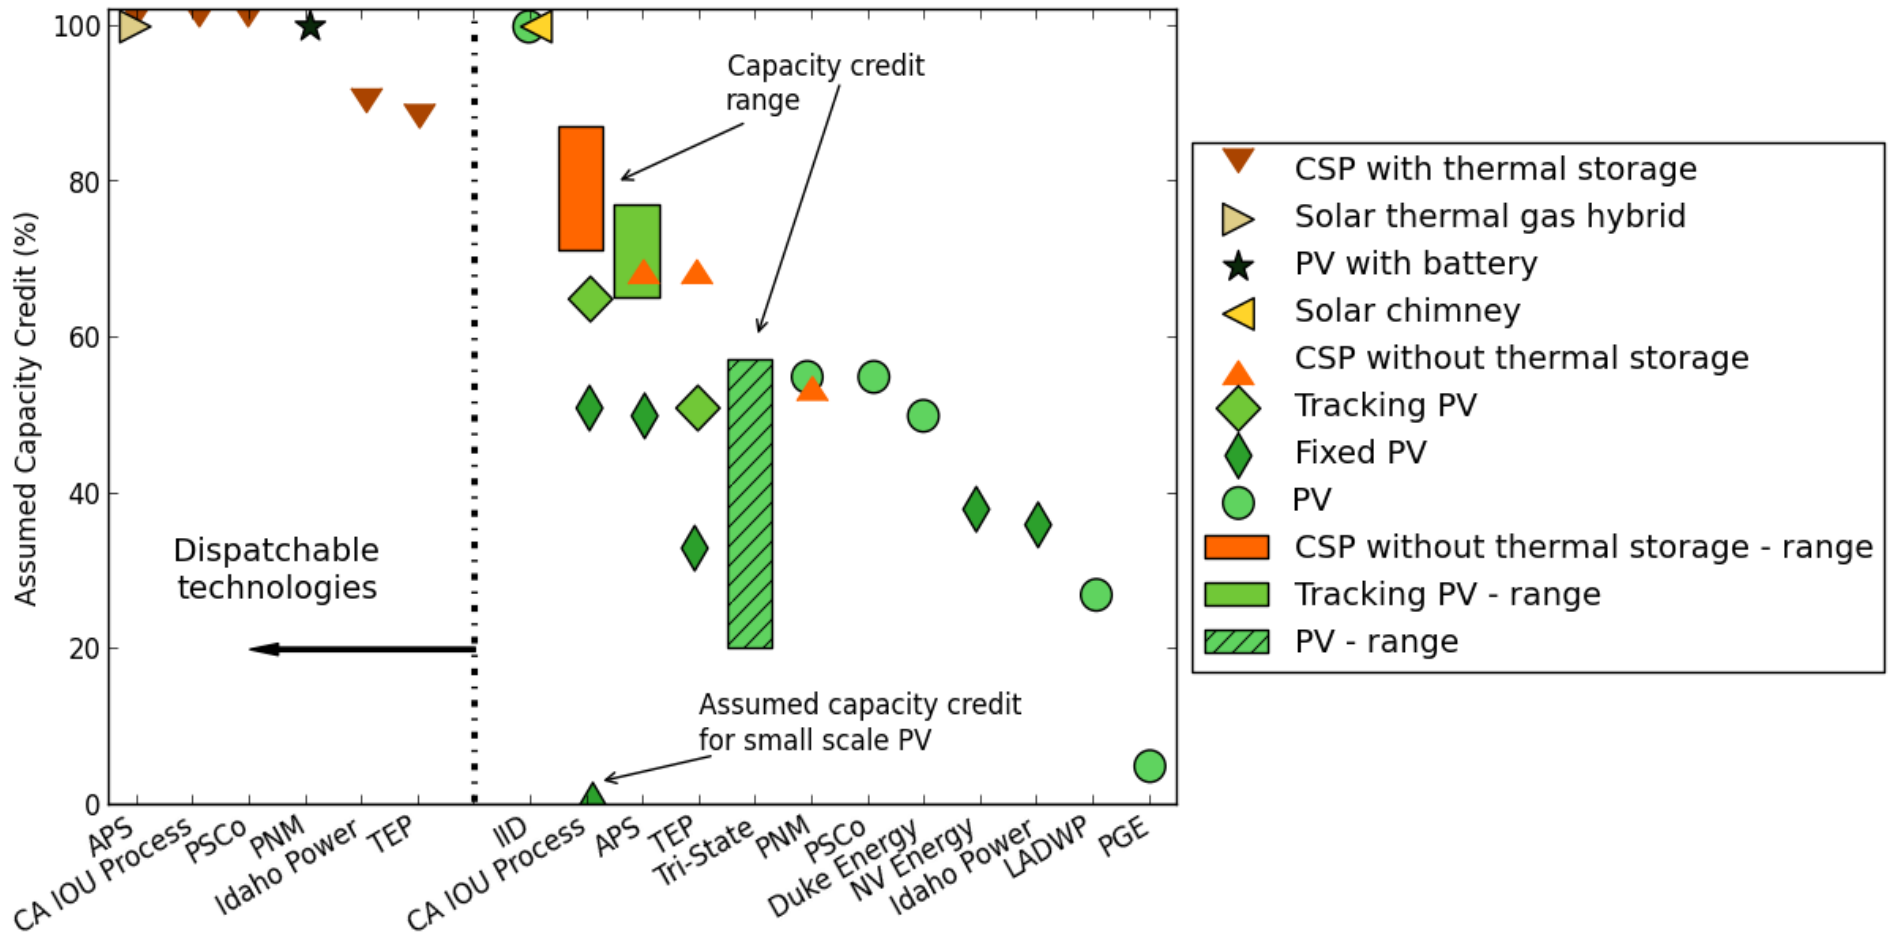 100
80
60
40
20
0
Assumed Capacity Credit (%)
Capacity credit
range
Dispatchable
technologies
Assumed capacity credit
for small scale PV
APS
CA IOU Process
PSCo
PNM
Idaho Power
TEP
IID
CA IOU Process
APS
TEP
Tri-State
PNM
PSCo
Duke Energy
NV Energy
Idaho Power
LADWP
PGE
CSP with thermal storage
Solar thermal gas hybrid
PV with battery
Solar chimney
CSP without thermal storage
Tracking PV
Fixed PV
PV
CSP without thermal storage - range
Tracking PV - range
PV - range